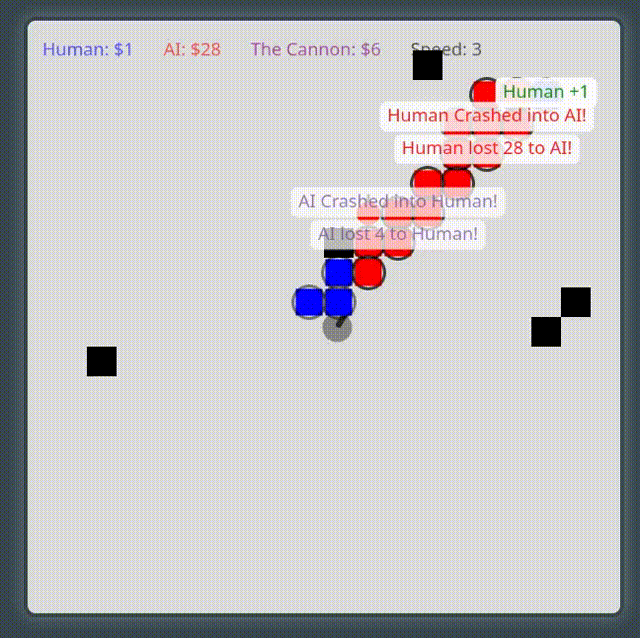 Human: $1 AI: $28 The Cannon: $6 Speed: 3
Human +1
Human Crashed into AI!
Human lost 28 to AI!
AI Crashed into Human!
AI lost 4 to Human!